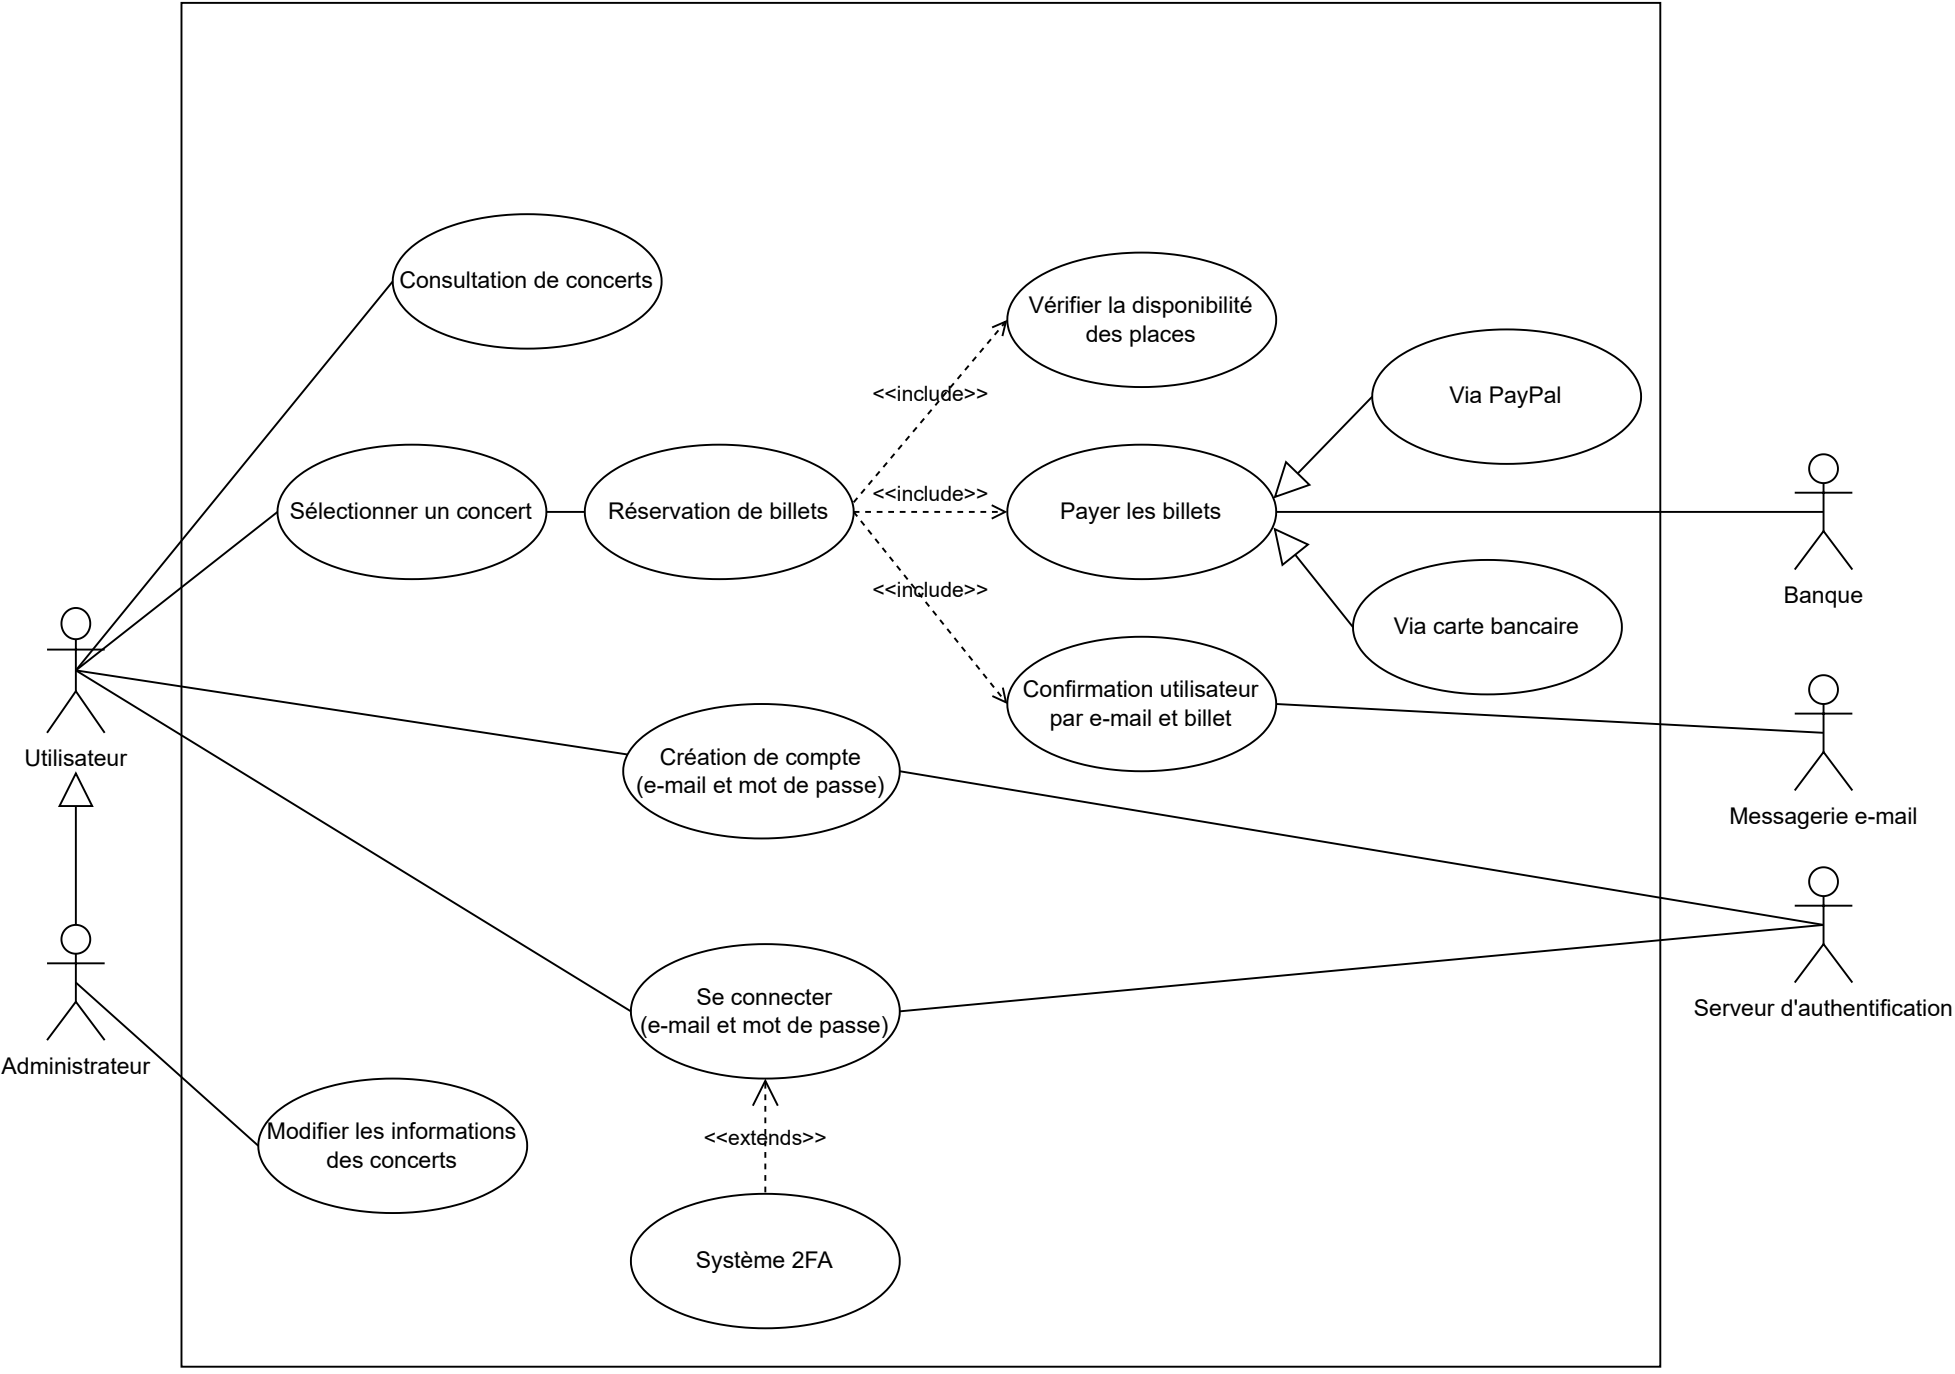 Consultation de concerts
Vérifier la disponibilité
des places
<<include>>
Via PayPal
Sélectionner un concert
Réservation de billets
<<include>>
Payer les billets
Banque
<<include>>
Via carte bancaire
Confirmation utilisateur
par e-mail et billet
Utilisateur
Création de compte
(e-mail et mot de passe)
Messagerie e-mail
Se connecter
(e-mail et mot de passe)
Serveur d'authentification
Administrateur
Modifier les informations
des concerts
<<extends>>
Système 2FA